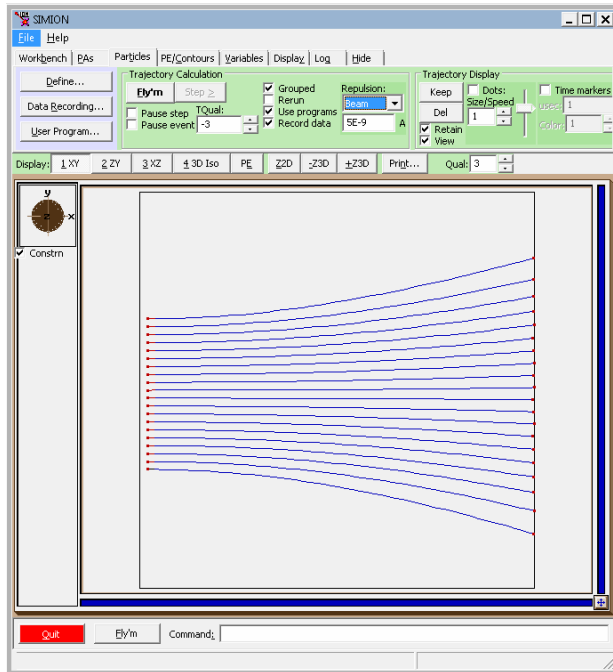 SIMION
File Help
Workbench PAs Particles PE/Contours Variables Display Log Hide
Define...
Data Recording...
User Program...
Trajectory Calculation
Fly'm Step >
Pause step
Pause event
TQual:
-3
Grouped
Rerun
Use programs
Record data
Repulsion:
Beam
5E-9 A
Trajectory Display
Keep
Del
Retain
View
Dots:
Size/Speed
1
Time markers
usec: 1
Color: 1
Display: 1 XY 2 ZY 3 XZ 4 3D Iso PE Z2D -Z3D ±Z3D Print... Qual: 3
y
z x
Constrn
Quit Fly'm Command: